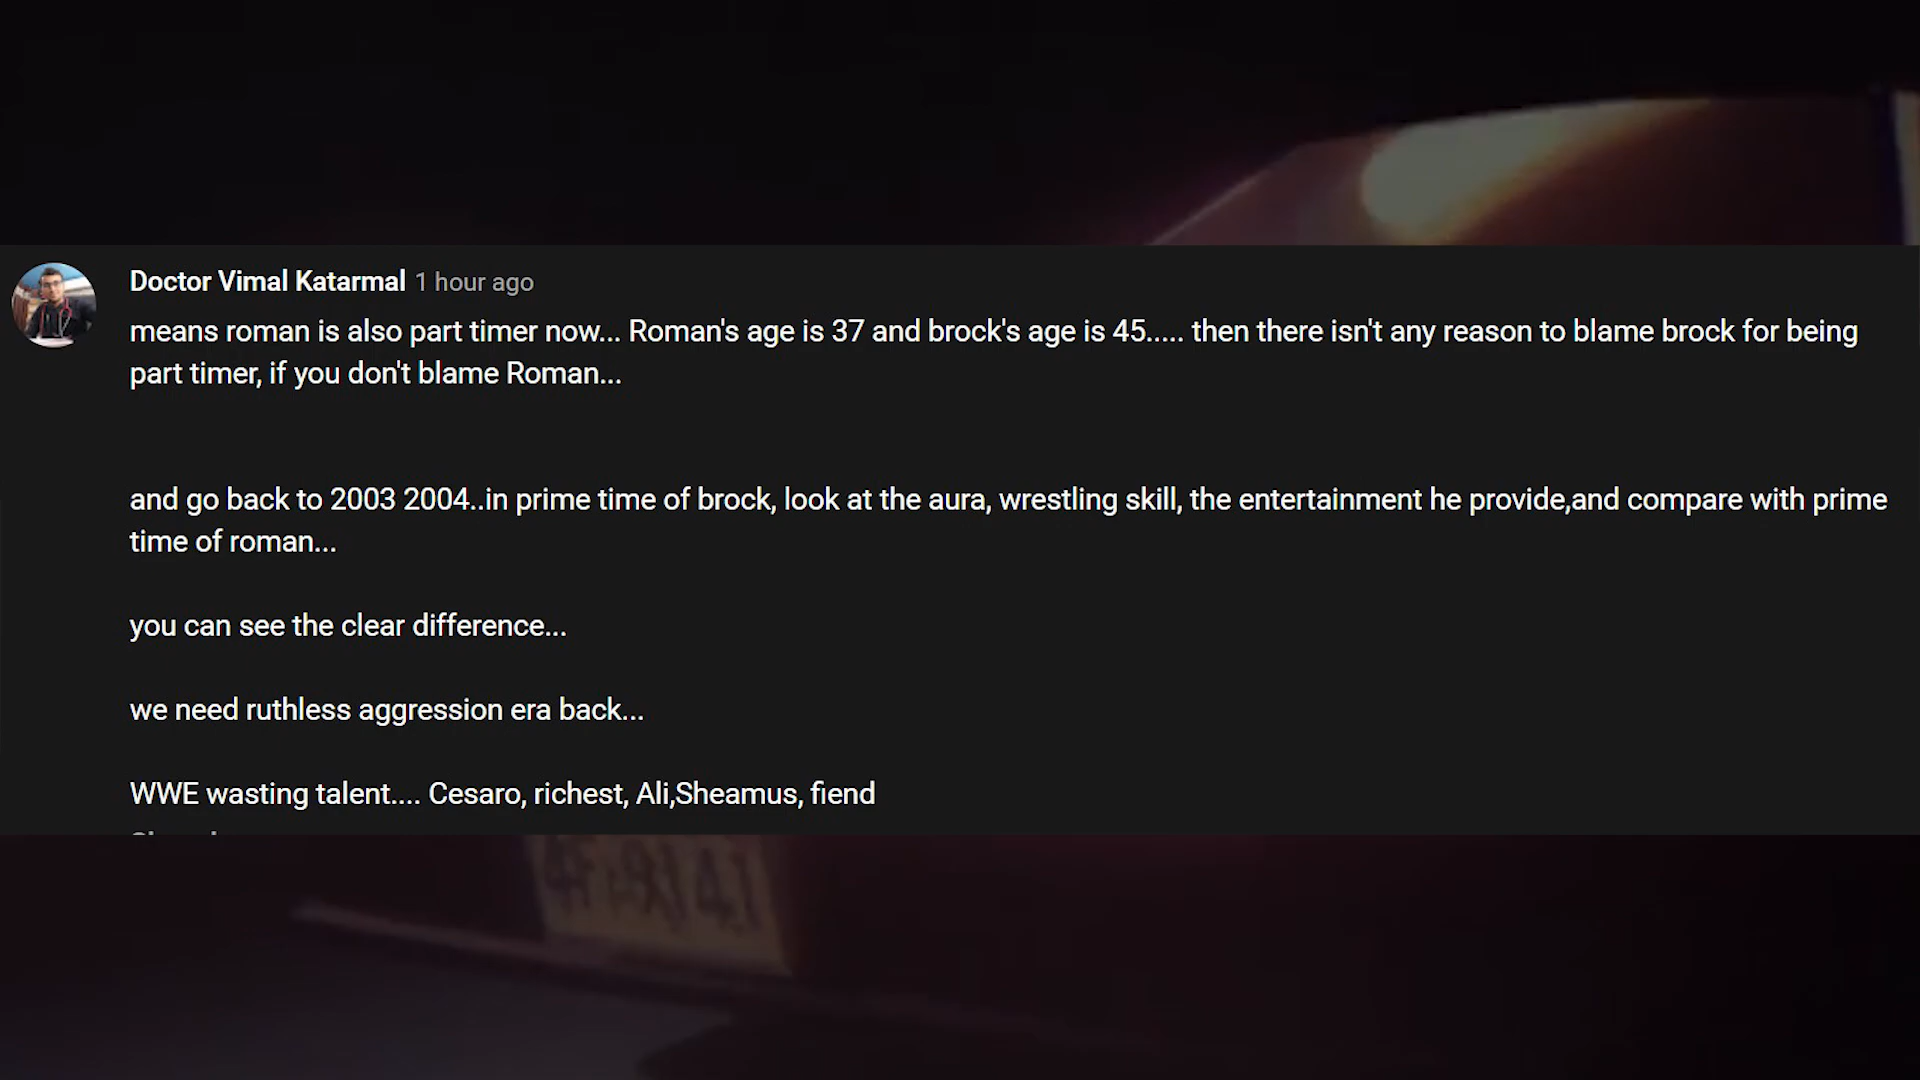 Doctor Vimal Katarmal 1 hour ago
means roman is also part timer now... Roman's age is 37 and brock's age is 45..... then there isn't any reason to blame brock for being
part timer, if you don't blame Roman...
and go back to 2003 2004..in prime time of brock, look at the aura, wrestling skill, the entertainment he provide,and compare with prime
time of roman...
you can see the clear difference...
we need ruthless aggression era back...
WWE wasting talent.... Cesaro, richest, Ali,Sheamus, fiend